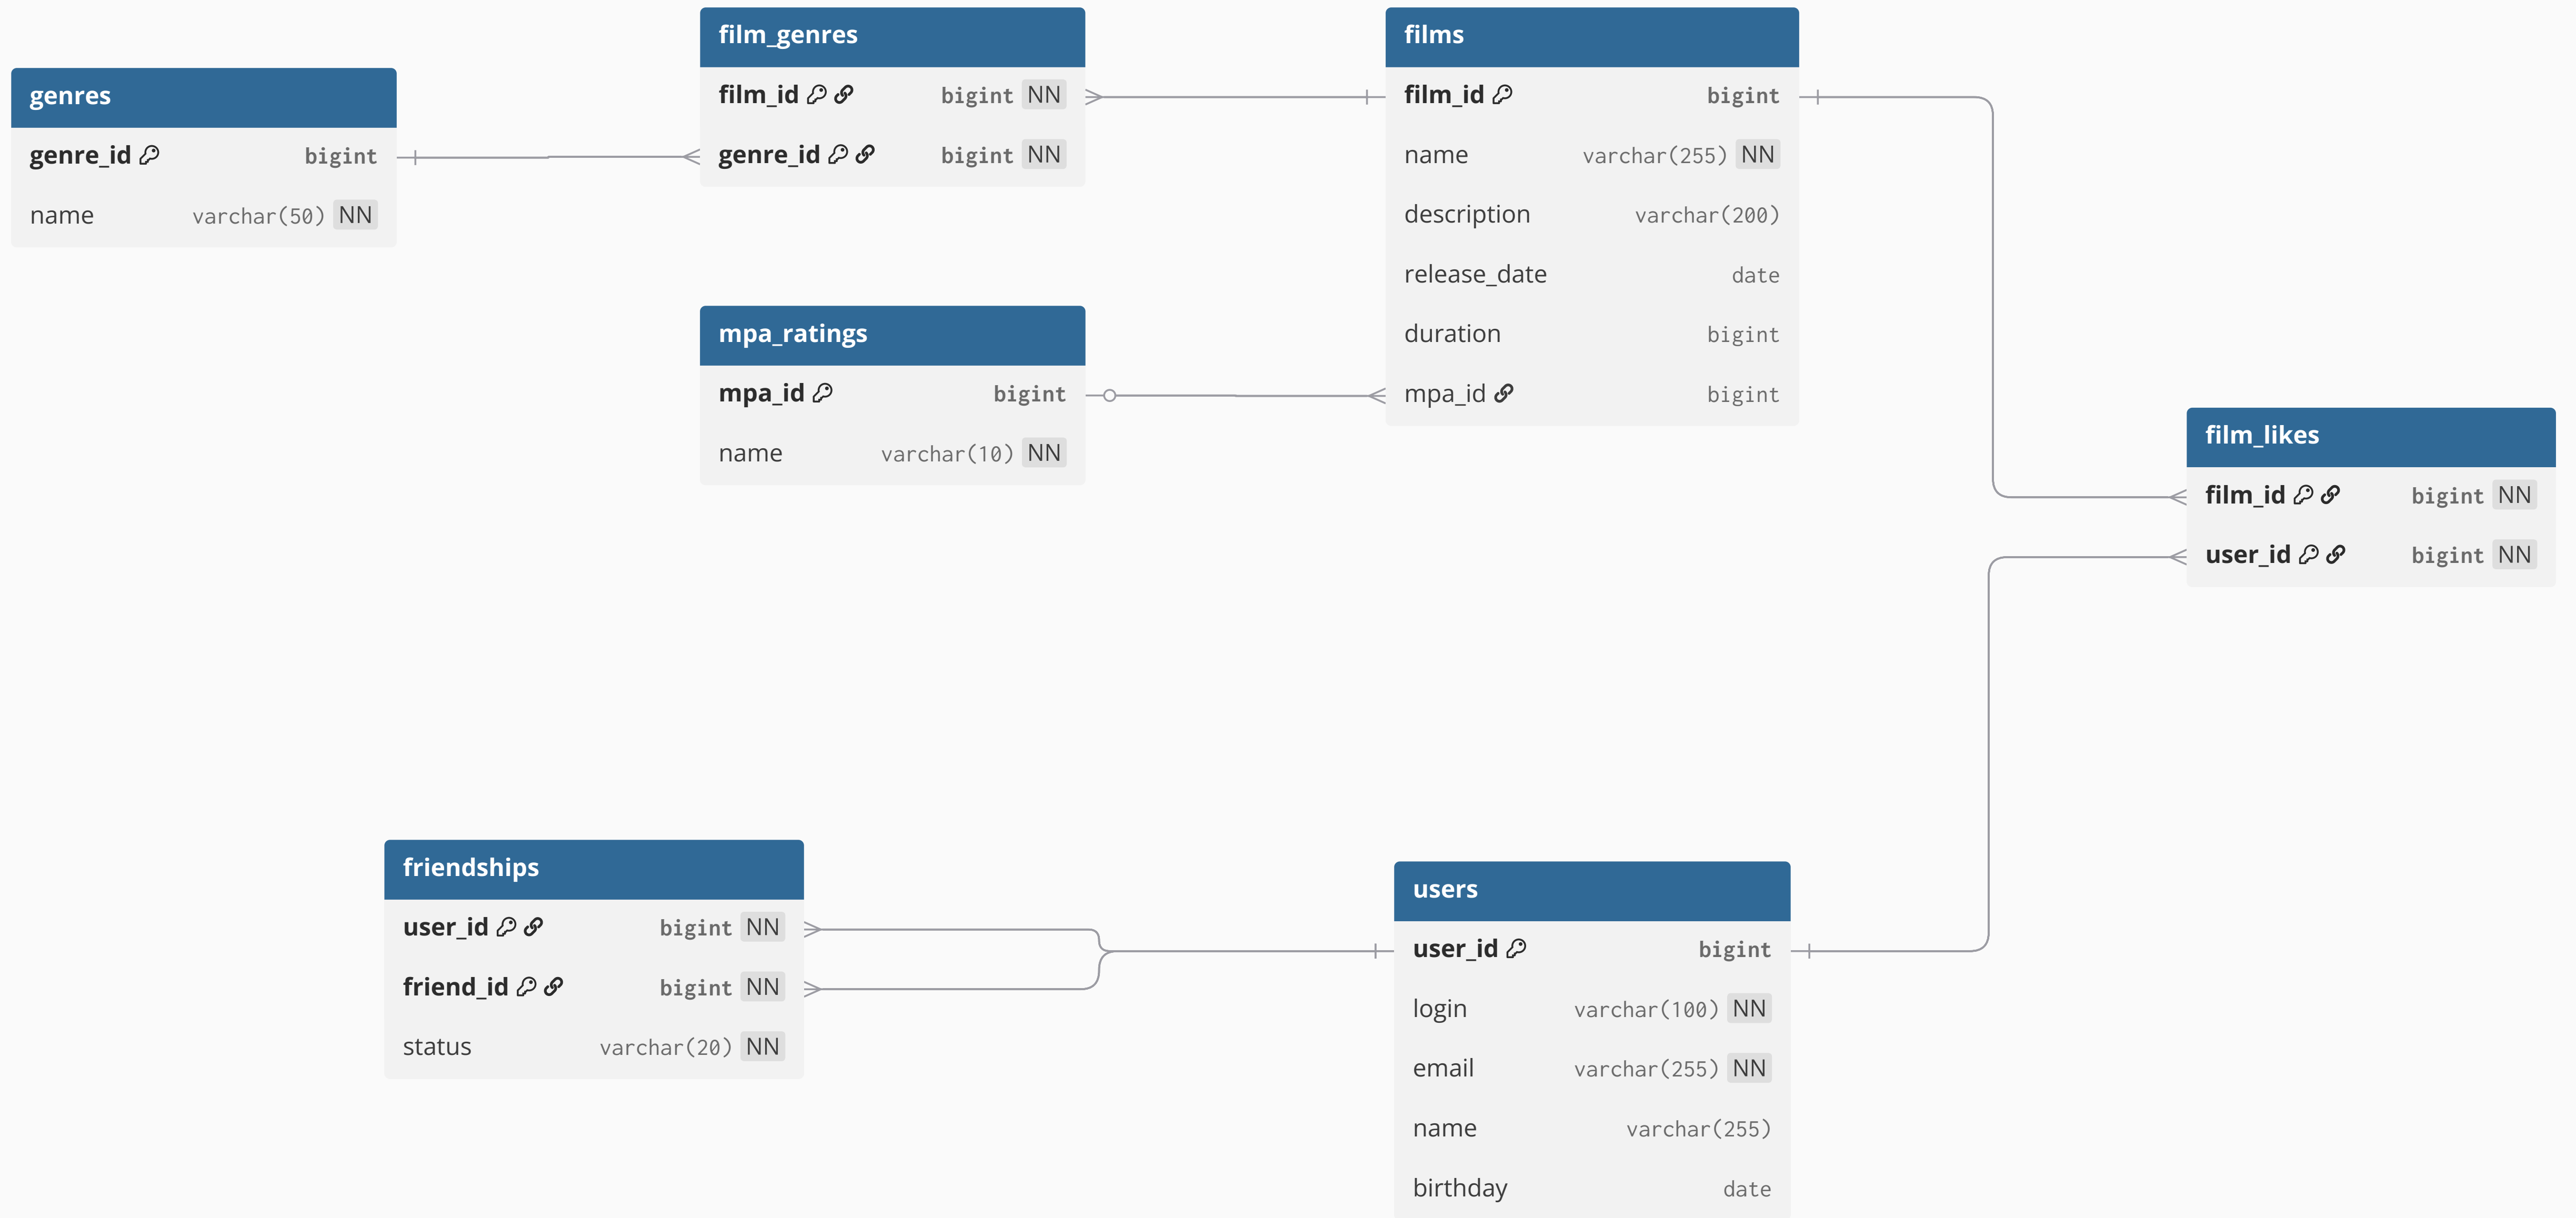 genres
genre_id bigint
name varchar(50) NN
film_genres
film_id bigint NN
genre_id bigint NN
films
film_id bigint
name varchar(255) NN
description varchar(200)
release_date date
duration bigint
mpa_id bigint
mpa_ratings
mpa_id bigint
name varchar(10) NN
film_likes
film_id bigint NN
user_id bigint NN
friendships
user_id bigint NN
friend_id bigint NN
status varchar(20) NN
users
user_id bigint
login varchar(100) NN
email varchar(255) NN
name varchar(255)
birthday date